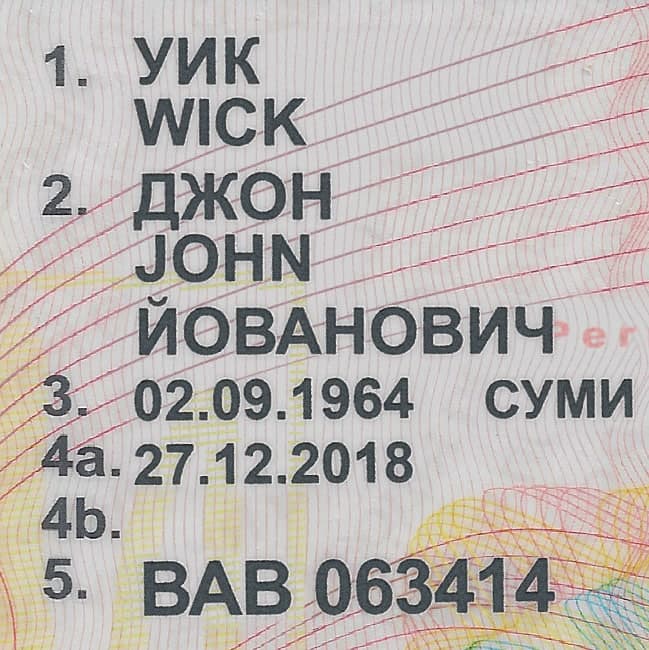 1. УИК
WICK
2. ДЖОН
JOHN
ЙОВАНОВИЧ
Per
3. 02.09.1964 СУМИ
4a. 27.12.2018
4b.
5. BAB 063414